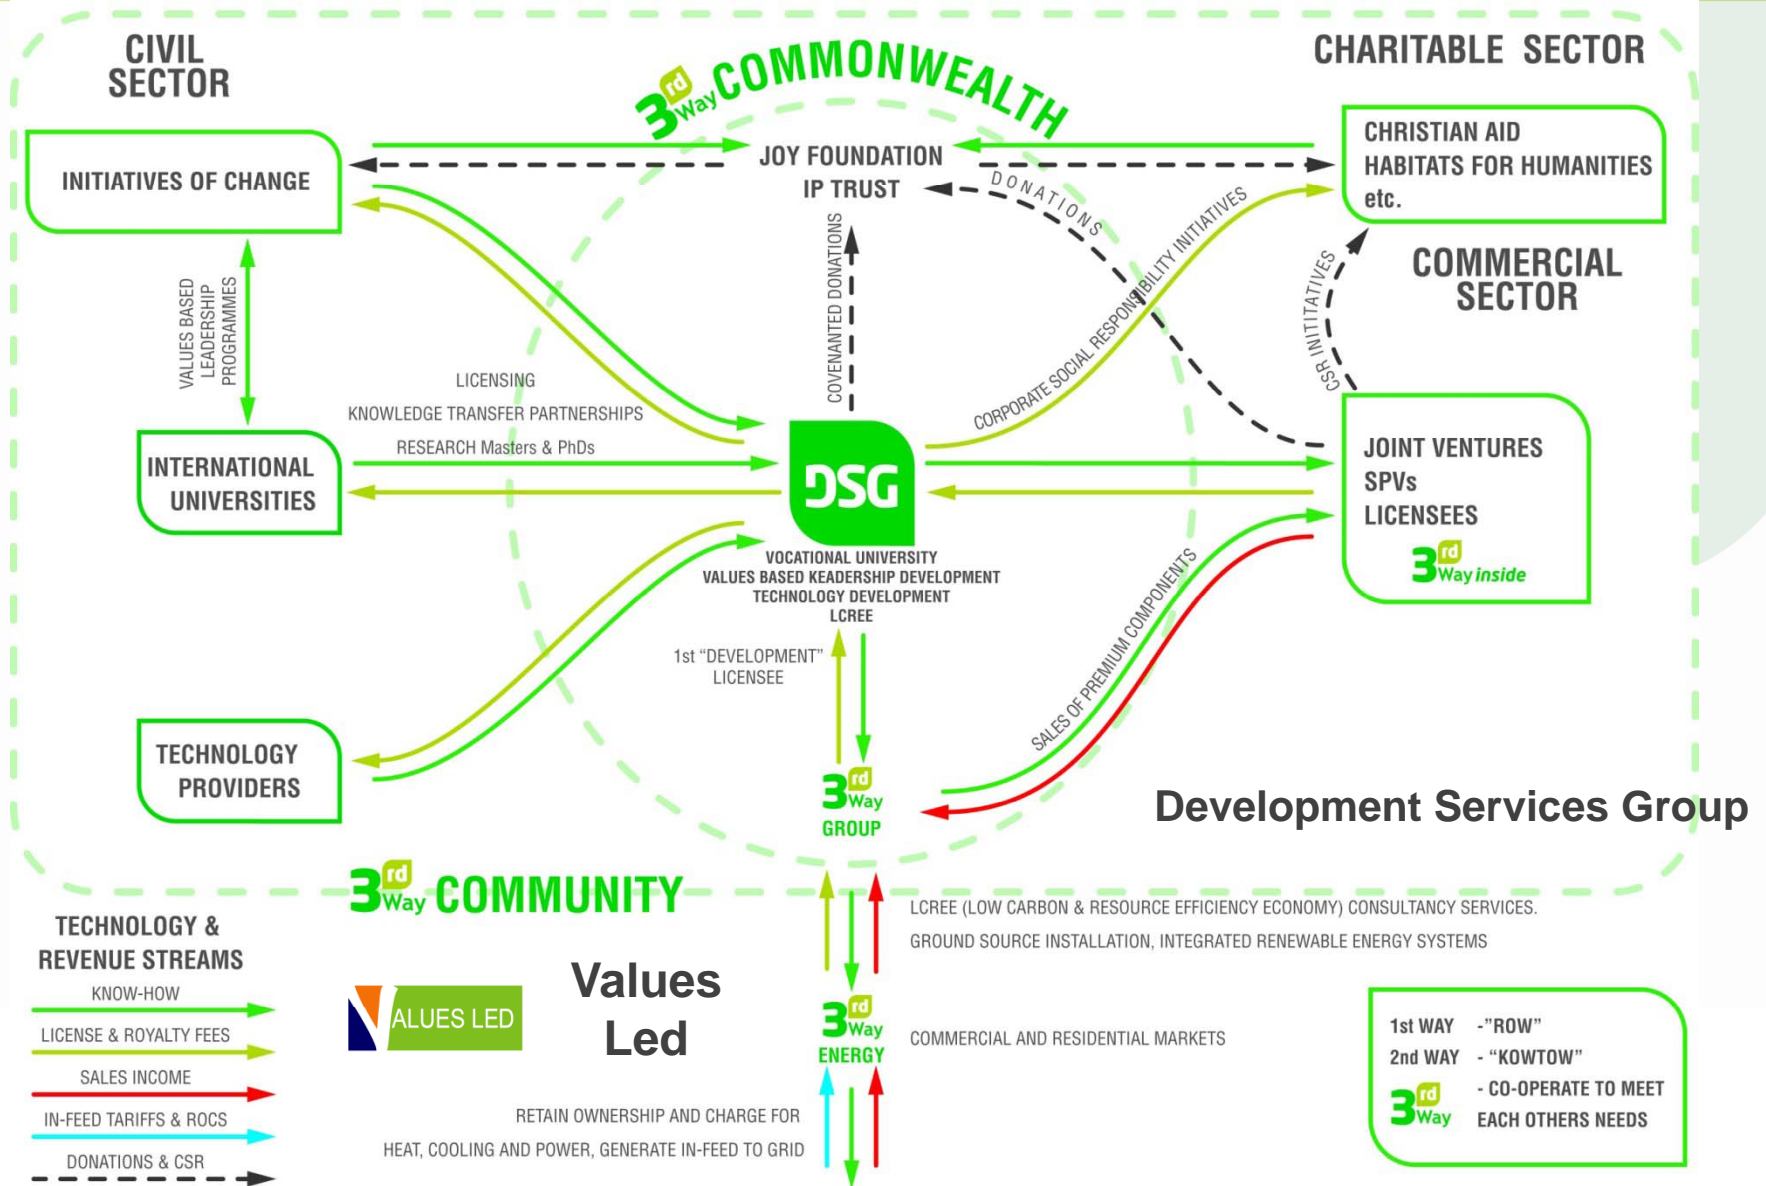 CIVIL
SECTOR
3rd Way COMMONWEALTH
CHARITABLE SECTOR
INITIATIVES OF CHANGE
JOY FOUNDATION
IP TRUST
CHRISTIAN AID
HABITATS FOR HUMANITIES
etc.
DONATIONS
COVENANTED DONATIONS
CORPORATE SOCIAL RESPONSIBILITY INITIATIVES
COMMERCIAL
SECTOR
CSR INITITATIVES
VALUES BASED
LEADERSHIP
PROGRAMMES
LICENSING
KNOWLEDGE TRANSFER PARTNERSHIPS
RESEARCH Masters & PhDs
INTERNATIONAL
UNIVERSITIES
DSG
VOCATIONAL UNIVERSITY
VALUES BASED KEADERSHIP DEVELOPMENT
TECHNOLOGY DEVELOPMENT
LCREE
JOINT VENTURES
SPVs
LICENSEES
3rd Way inside
1st “DEVELOPMENT”
LICENSEE
SALES OF PREMIUM COMPONENTS
TECHNOLOGY
PROVIDERS
3rd Way
GROUP
Development Services Group
3rd Way COMMUNITY
TECHNOLOGY &
REVENUE STREAMS
KNOW-HOW
LICENSE & ROYALTY FEES
SALES INCOME
IN-FEED TARIFFS & ROCS
DONATIONS & CSR
VALUES LED
Values
Led
LCREE (LOW CARBON & RESOURCE EFFICIENCY ECONOMY) CONSULTANCY SERVICES.
GROUND SOURCE INSTALLATION, INTEGRATED RENEWABLE ENERGY SYSTEMS
3rd Way
ENERGY
COMMERCIAL AND RESIDENTIAL MARKETS
RETAIN OWNERSHIP AND CHARGE FOR
HEAT, COOLING AND POWER, GENERATE IN-FEED TO GRID
1st WAY -”ROW”
2nd WAY - “KOWTOW”
3rd Way - CO-OPERATE TO MEET
EACH OTHERS NEEDS